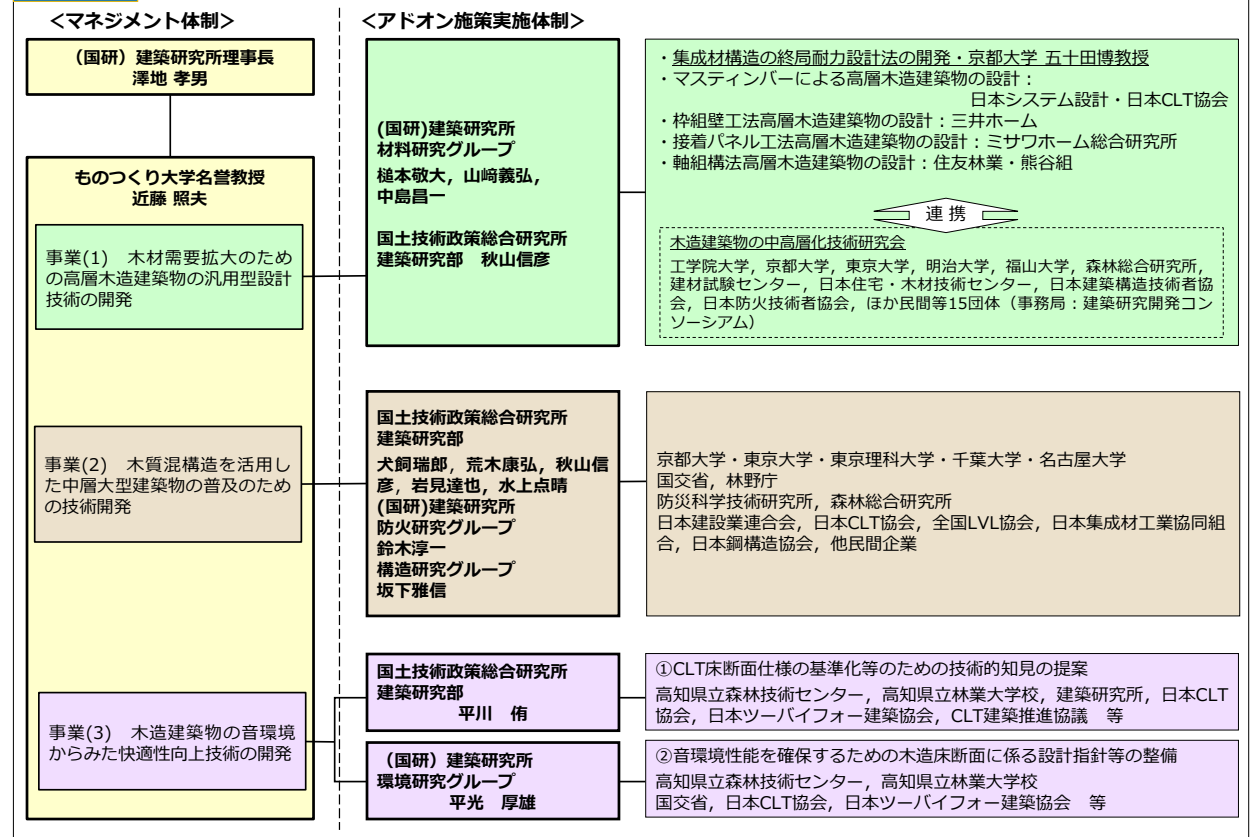 ＜マネジメント体制＞
＜アドオン施策実施体制＞
（国研）建築研究所理事長
澤地 孝男
ものつくり大学名誉教授
近藤 照夫
事業(1)　木材需要拡大のため
の高層木造建築物の汎用型設計
技術の開発
(国研)建築研究所
材料研究グループ
槌本敬大，山﨑義弘，
中島昌一
国土技術政策総合研究所
建築研究部　秋山信彦
・集成材構造の終局耐力設計法の開発・京都大学 五十田博教授
・マスティンバーによる高層木造建築物の設計：
日本システム設計・日本CLT協会
・枠組壁工法高層木造建築物の設計：三井ホーム
・接着パネル工法高層木造建築物の設計：ミサワホーム総合研究所
・軸組構法高層木造建築物の設計：住友林業・熊谷組
連 携
木造建築物の中高層化技術研究会
工学院大学，京都大学，東京大学，明治大学，福山大学，森林総合研究所，
建材試験センター，日本住宅・木材技術センター，日本建築構造技術者協
会，日本防火技術者協会，ほか民間等15団体（事務局：建築研究開発コン
ソーシアム）
事業(2)　木質混構造を活用し
た中層大型建築物の普及のため
の技術開発
国土技術政策総合研究所
建築研究部
犬飼瑞郎，荒木康弘，秋山信
彦，岩見達也，水上点晴
(国研)建築研究所
防火研究グループ
鈴木淳一
構造研究グループ
坂下雅信
京都大学・東京大学・東京理科大学・千葉大学・名古屋大学
国交省，林野庁
防災科学技術研究所，森林総合研究所
日本建設業連合会，日本CLT協会，全国LVL協会，日本集成材工業協同組
合，日本鋼構造協会，他民間企業
事業(3)　木造建築物の音環境
からみた快適性向上技術の開発
国土技術政策総合研究所
建築研究部
平川　侑
①CLT床断面仕様の基準化等のための技術的知見の提案
高知県立森林技術センター，高知県立林業大学校，建築研究所，日本CLT
協会，日本ツーバイフォー建築協会，CLT建築推進協議　等
（国研）建築研究所
環境研究グループ
平光　厚雄
②音環境性能を確保するための木造床断面に係る設計指針等の整備
高知県立森林技術センター，高知県立林業大学校
国交省，日本CLT協会，日本ツーバイフォー建築協会　等